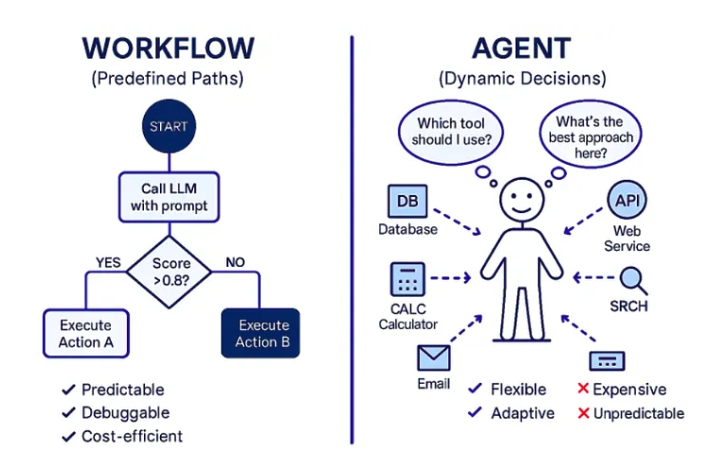 WORKFLOW
(Predefined Paths)
START
Call LLM
with prompt
YES
Score
>0.8?
NO
Execute
Action A
Execute
Action B
✓ Predictable
✓ Debuggable
✓ Cost-efficient
AGENT
(Dynamic Decisions)
Which tool
should I use?
What's the
best approach
here?
DB
Database
API
Web
Service
CALC
Calculator
SRCH
Email
✓ Flexible
✓ Adaptive
✕ Expensive
✕ Unpredictable